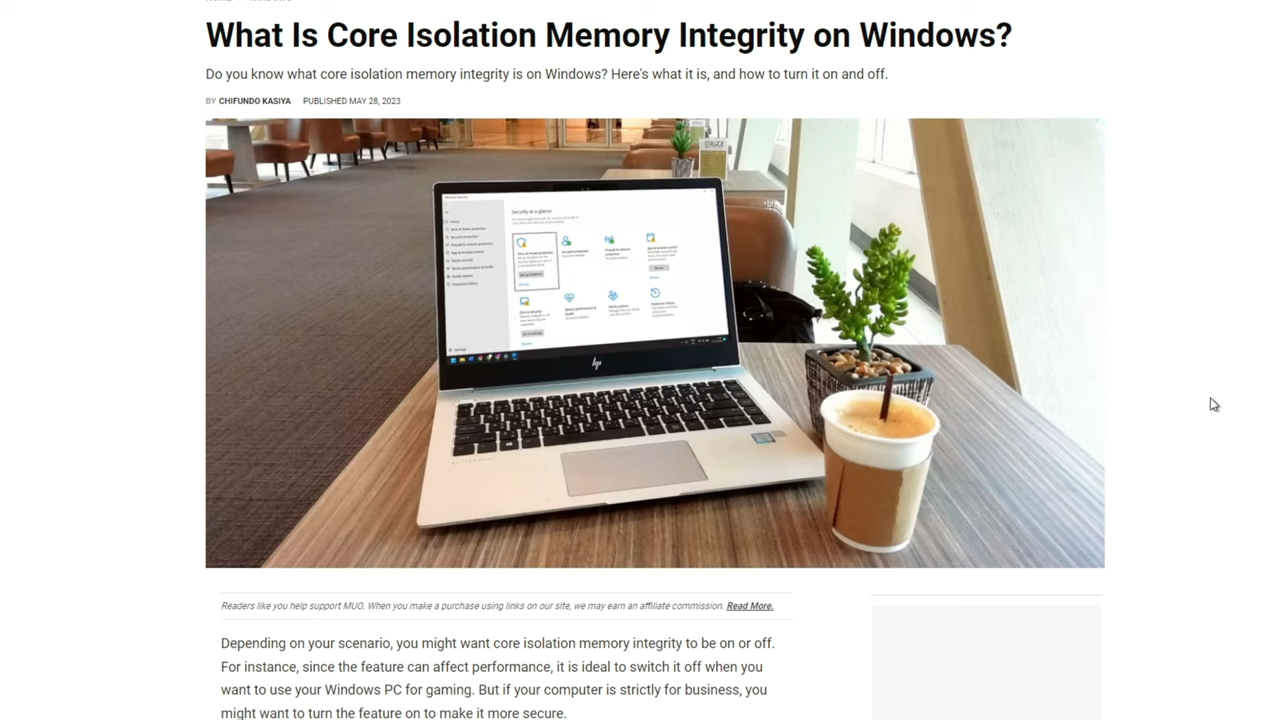 What Is Core Isolation Memory Integrity on Windows?
Do you know what core isolation memory integrity is on Windows? Here's what it is, and how to turn it on and off.
BY CHIFUNDO KASIYA PUBLISHED MAY 28, 2023
Security at a glance
hp
Readers like you help support MUO. When you make a purchase using links on our site, we may earn an affiliate commission. Read More.
Depending on your scenario, you might want core isolation memory integrity to be on or off.
For instance, since the feature can affect performance, it is ideal to switch it off when you
want to use your Windows PC for gaming. But if your computer is strictly for business, you
might want to turn the feature on to make it more secure.